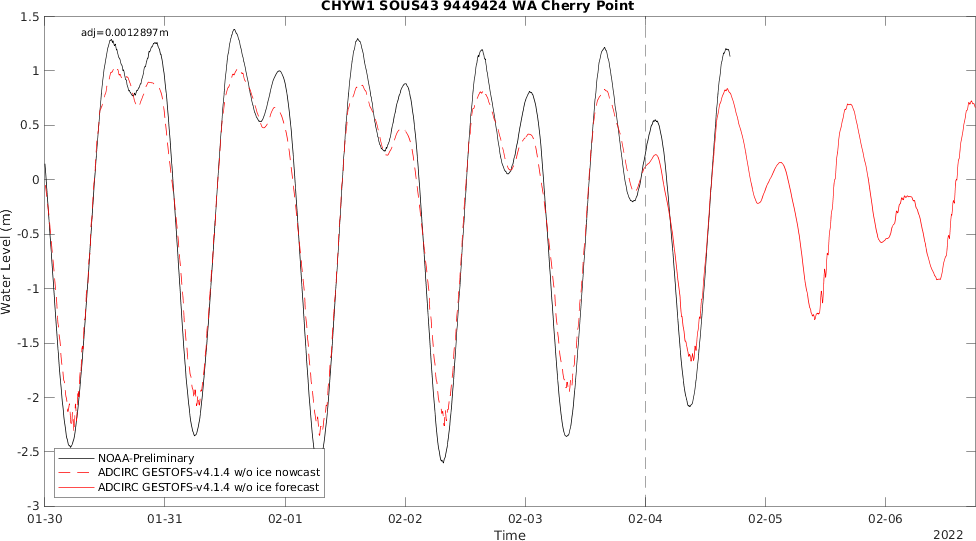 CHYW1 SOUS43 9449424 WA Cherry Point
adj=0.0012897m
1.5
1
0.5
0
-0.5
-1
-1.5
-2
-2.5
-3
Water Level (m)
NOAA-Preliminary
ADCIRC GESTOFS-v4.1.4 w/o ice nowcast
ADCIRC GESTOFS-v4.1.4 w/o ice forecast
01-30 01-31 02-01 02-02 02-03 02-04 02-05 02-06
Time
2022